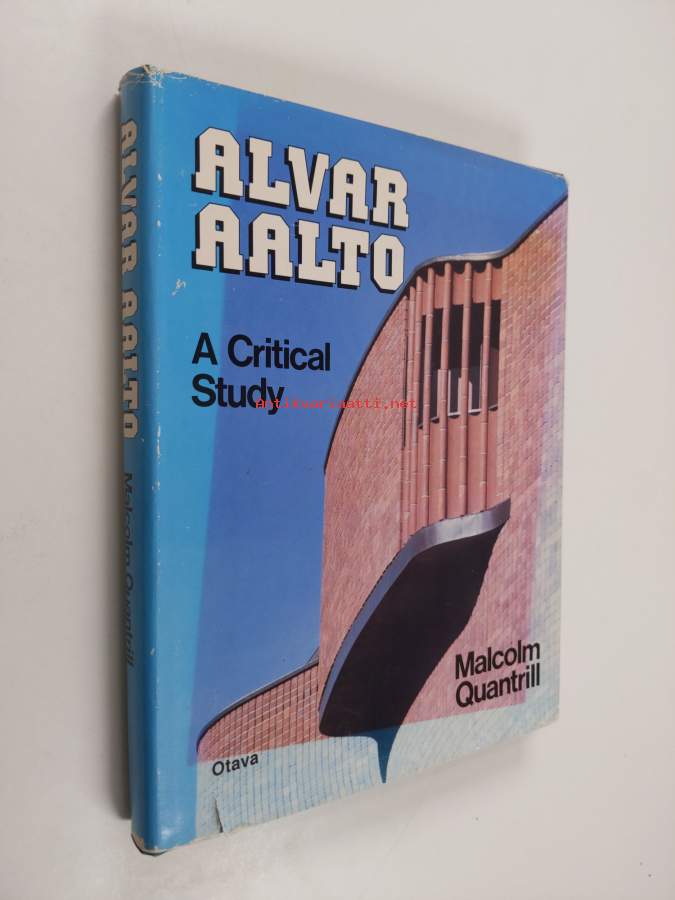 ALVAR
AALTO
A Critical
Study
Antikvariaatti.net
Malcolm
Quantrill
Otava
ALVAR AALTO Malcolm Quantrill